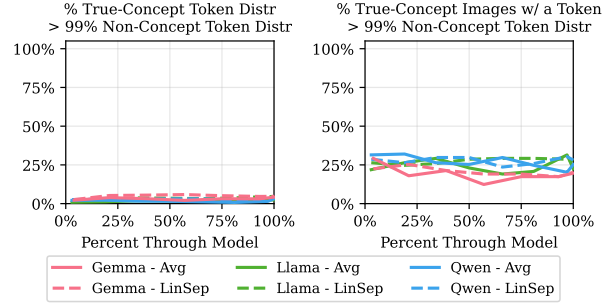 % True-Concept Token Distr
> 99% Non-Concept Token Distr
100%
75%
50%
25%
0%
0% 25% 50% 75% 100%
Percent Through Model
% True-Concept Images w/ a Token
> 99% Non-Concept Token Distr
100%
75%
50%
25%
0%
0% 25% 50% 75% 100%
Percent Through Model
Gemma - Avg Llama - Avg Qwen - Avg
Gemma - LinSep Llama - LinSep Qwen - LinSep